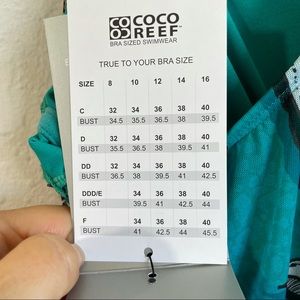 COCO
REEF
BRA SIZED SWIMWEAR
TRUE TO YOUR BRA SIZE
SIZE 8 10 12 14 16
C 32 34 36 38 40
BUST 34.5 35.5 36.5 38 39.5
D 32 34 36 38 40
BUST 35.5 36.5 38 39.5 41
DD 32 34 36 38 40
BUST 36.5 38 39.5 41 42.5
DDD/E 34 36 38 40
BUST 39.5 41 42.5 44
F 34 36 38 40
BUST 41 42.5 44 45.5